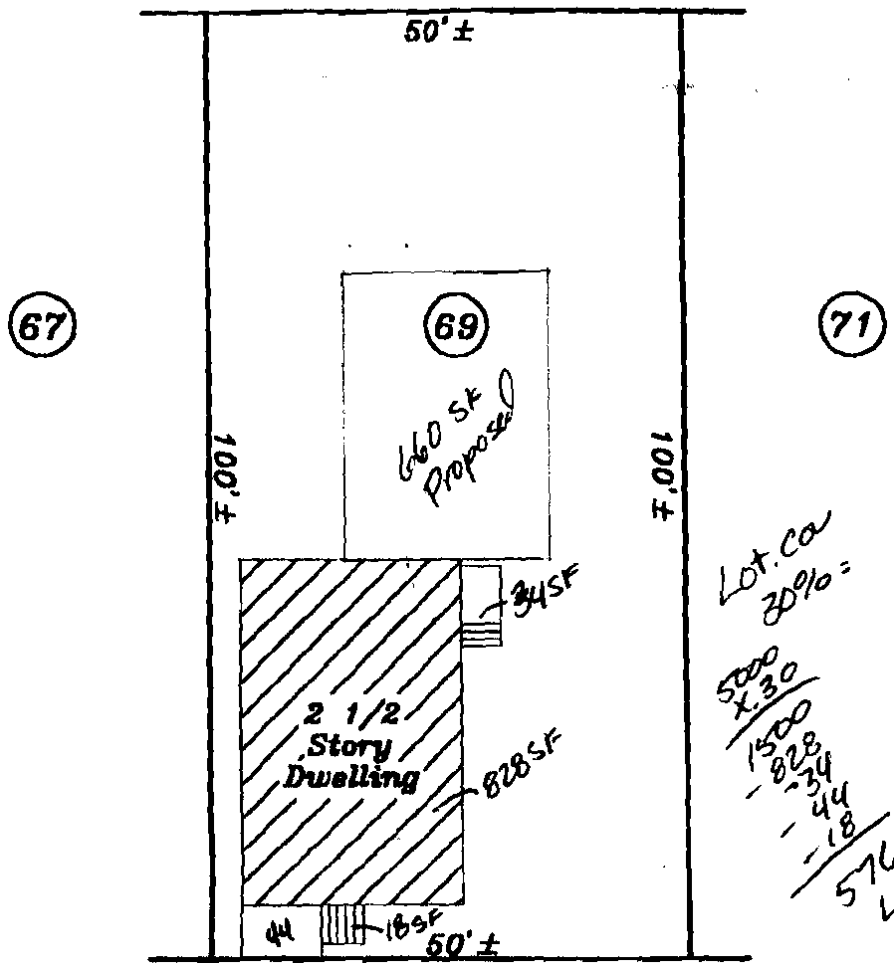 50'±
67
69
71
660 SF
Proposed
100'±
100'±
34SF
2 1/2
Story
Dwelling
828SF
44
18SF
50'±
Lot. cov
30% =
5000
x.30
1500
- 828
- 34
- 44
- 18